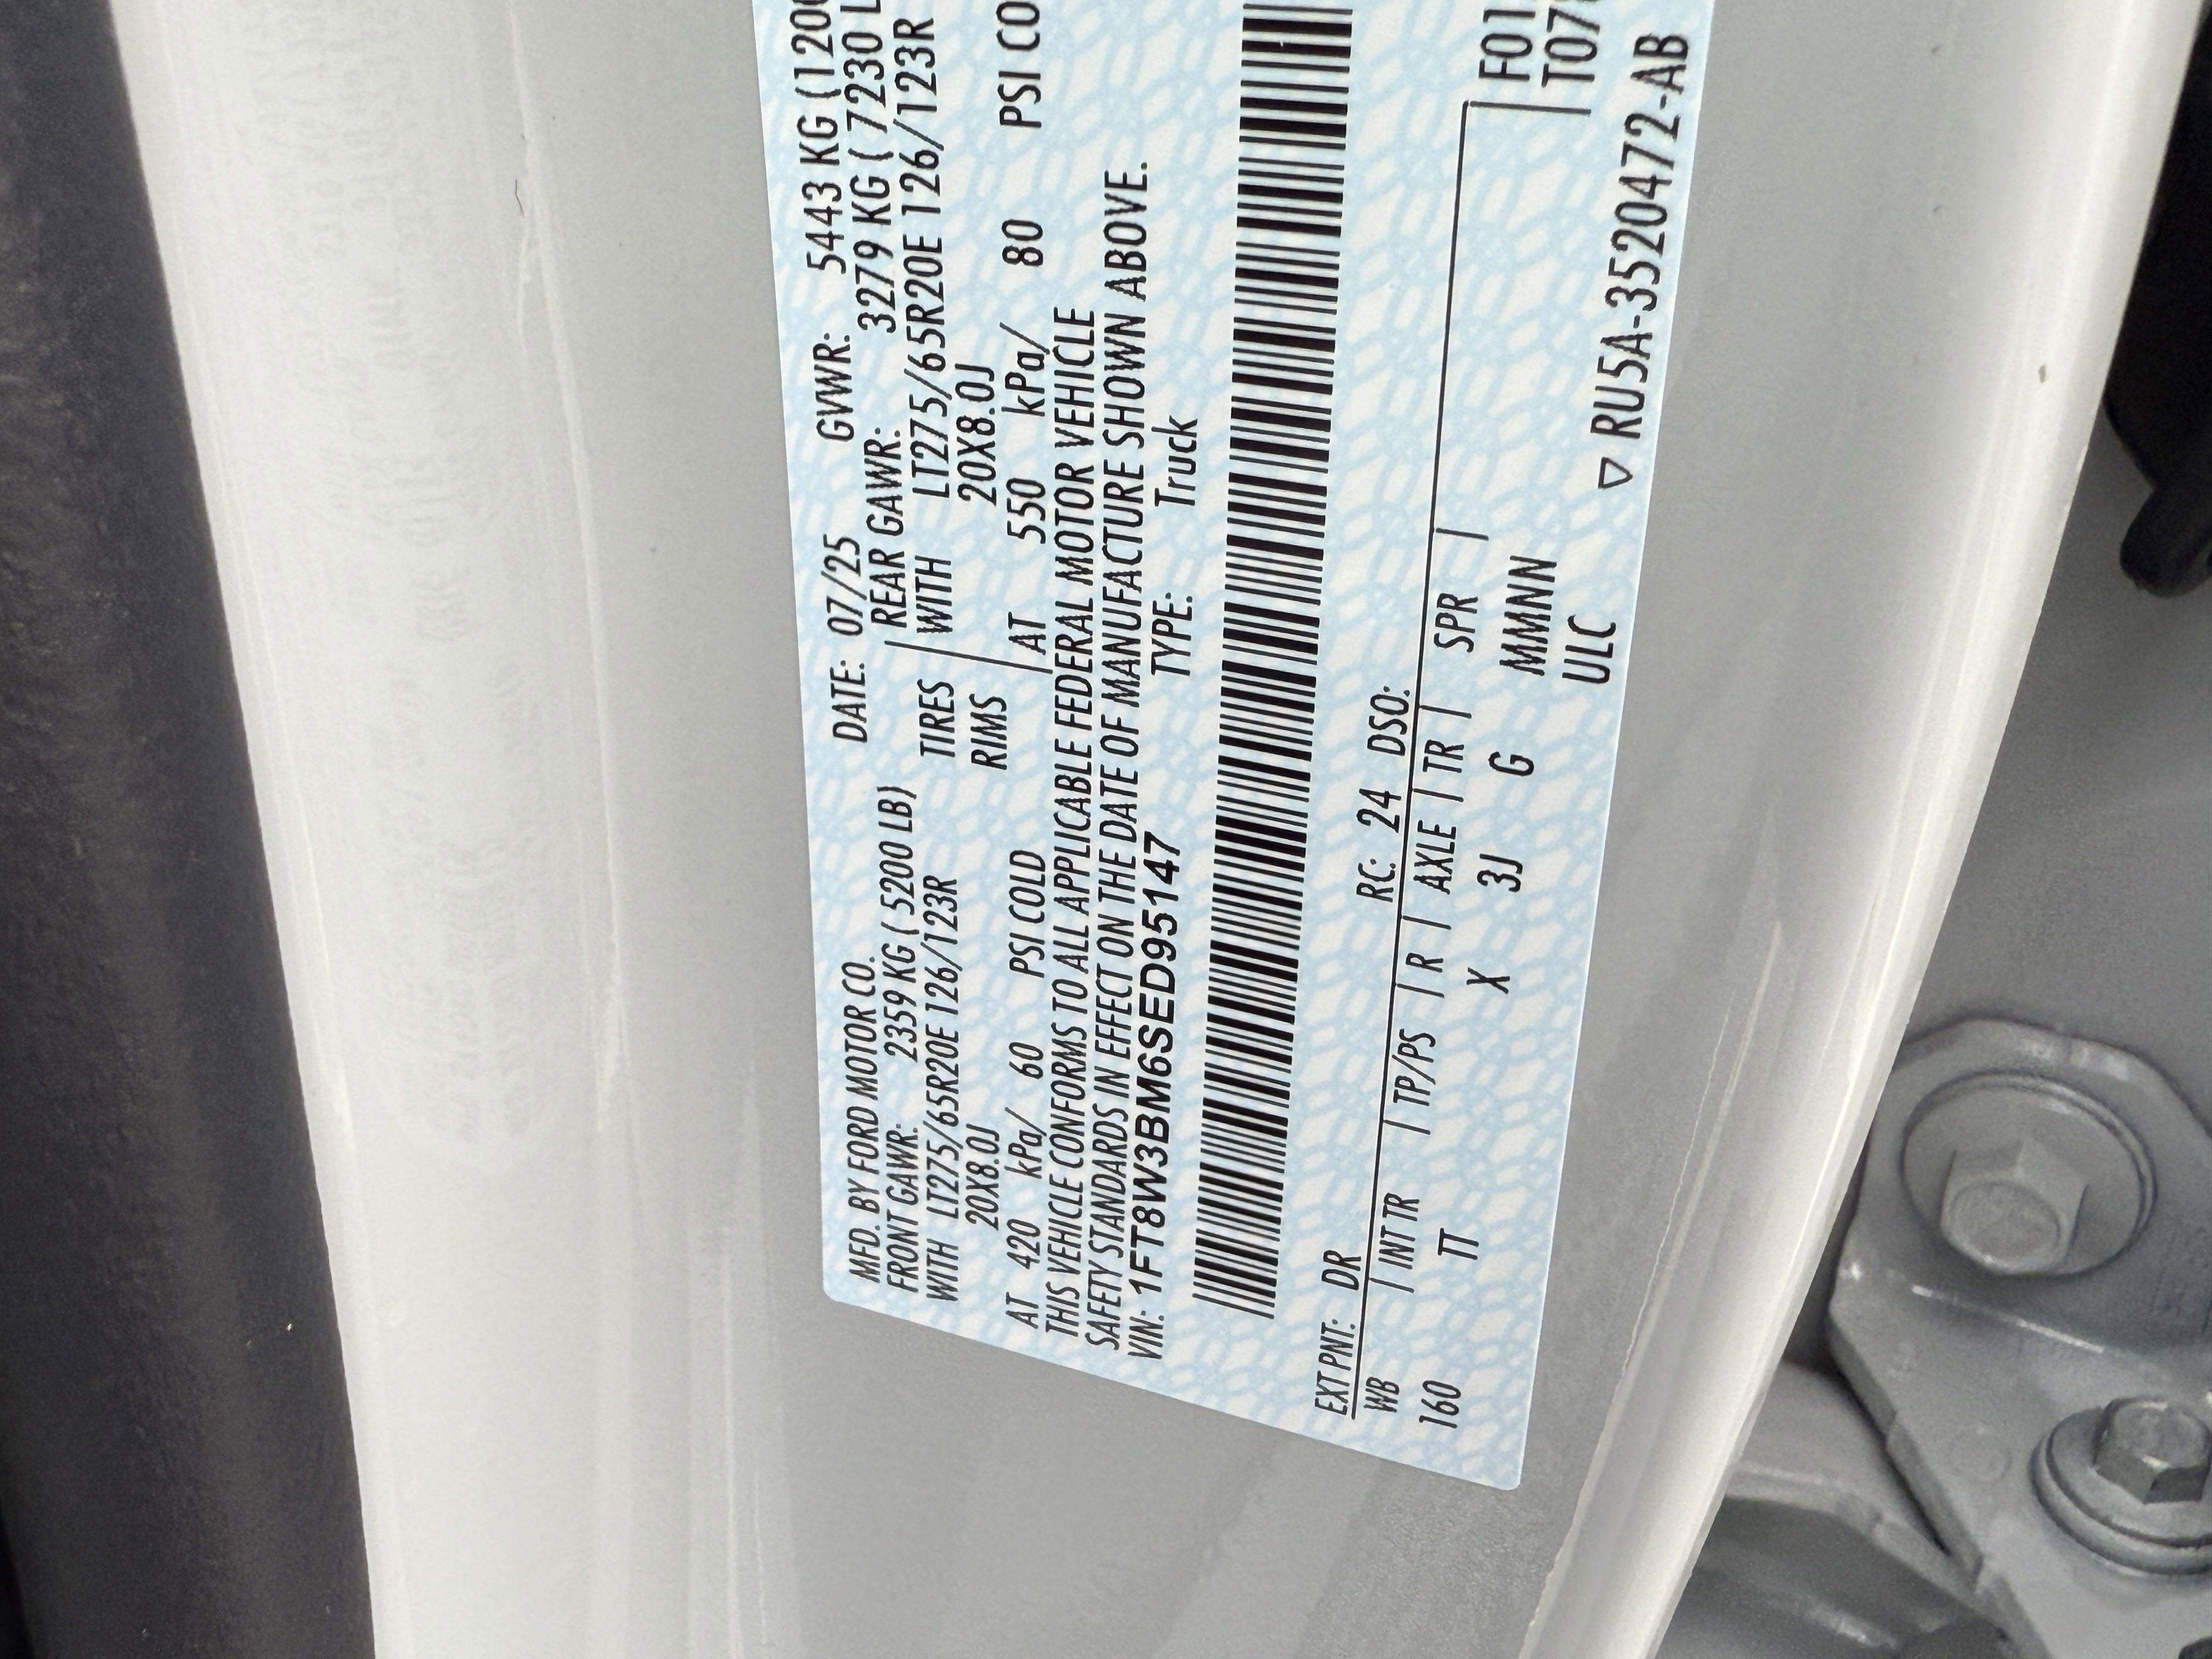 MFD. BY FORD MOTOR CO. DATE: 07/25 GVWR: 5443 KG (1200
FRONT GAWR: 2359 KG ( 5200 LB) REAR GAWR: 3279 KG ( 7230 L
WITH LT275/65R20E 126/123R TIRES WITH LT275/65R20E 126/123R
20X8.0J RIMS 20X8.0J
AT 420 kPa/ 60 PSI COLD AT 550 kPa/ 80 PSI CO
THIS VEHICLE CONFORMS TO ALL APPLICABLE FEDERAL MOTOR VEHICLE
SAFETY STANDARDS IN EFFECT ON THE DATE OF MANUFACTURE SHOWN ABOVE.
VIN: 1FT8W3BM6SED95147 TYPE: Truck
EXT PNT: DR RC: 24 DSO:
WB | INT TR | TP/PS | R | AXLE | TR | SPR | F01
160 TT X 3J G MMMNN T07
ULC
▽ RU5A-3520472-AB